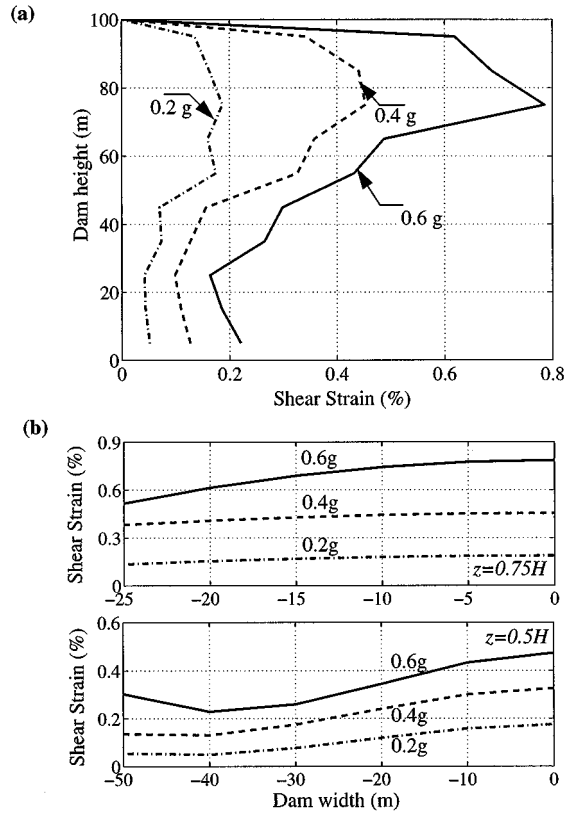 (a)
100
80
60
40
20
0
Dam height (m)
0.2 g
0.4 g
0.6 g
0
0.2
0.4
0.6
0.8
Shear Strain (%)
(b)
0.9
0.6
0.3
0
Shear Strain (%)
0.6g
0.4g
0.2g
z=0.75H
−25
−20
−15
−10
−5
0
0.6
0.4
0.2
0
Shear Strain (%)
z=0.5H
0.6g
0.4g
0.2g
−50
−40
−30
−20
−10
0
Dam width (m)